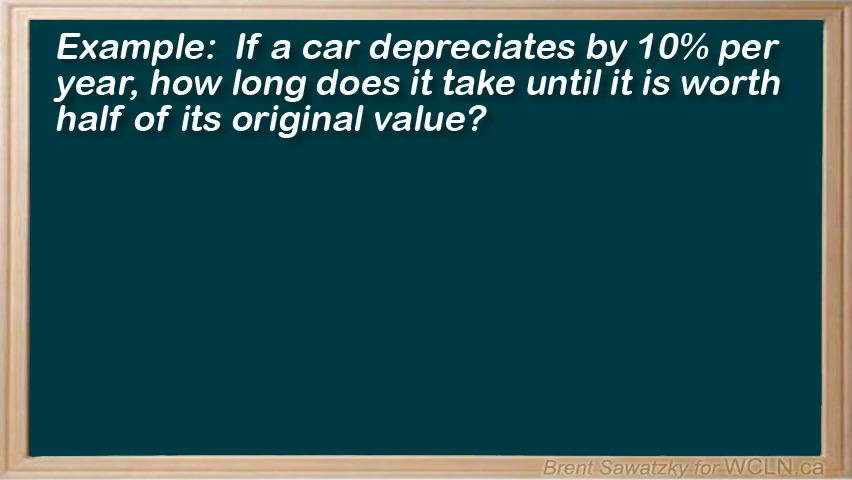 Example:  If a car depreciates by 10% per
year, how long does it take until it is worth
half of its original value?
Brent Sawatzky for WCLN.ca